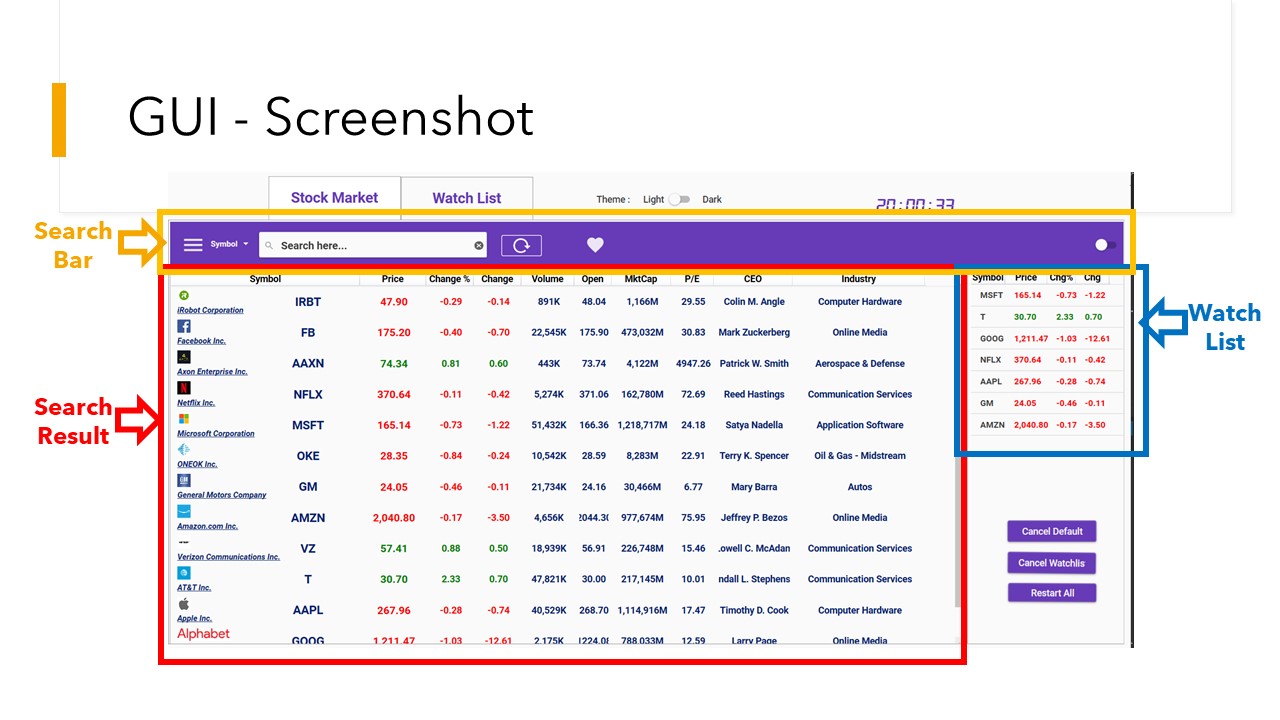 GUI - Screenshot
Stock Market Watch List Theme : Light Dark 20:00:33
Search
Bar
Symbol Search here...
Symbol Price Change % Change Volume Open MktCap P/E CEO Industry
iRobot Corporation IRBT 47.90 -0.29 -0.14 891K 48.04 1,166M 29.55 Colin M. Angle Computer Hardware
Facebook Inc. FB 175.20 -0.40 -0.70 22,545K 175.90 473,032M 30.83 Mark Zuckerberg Online Media
Axon Enterprise Inc. AAXN 74.34 0.81 0.60 443K 73.74 4,122M 4947.26 Patrick W. Smith Aerospace & Defense
Netflix Inc. NFLX 370.64 -0.11 -0.42 5,274K 371.06 162,780M 72.69 Reed Hastings Communication Services
Microsoft Corporation MSFT 165.14 -0.73 -1.22 51,432K 166.36 1,218,717M 24.18 Satya Nadella Application Software
ONEOK Inc. OKE 28.35 -0.84 -0.24 10,542K 28.59 8,283M 22.91 Terry K. Spencer Oil & Gas - Midstream
General Motors Company GM 24.05 -0.46 -0.11 21,734K 24.16 30,466M 6.77 Mary Barra Autos
Amazon.com Inc. AMZN 2,040.80 -0.17 -3.50 4,656K 977,674M 75.95 Jeffrey P. Bezos Online Media
Verizon Communications Inc. VZ 57.41 0.88 0.50 18,939K 56.91 226,748M 15.46 .owell C. McAdan Communication Services
AT&T Inc. T 30.70 2.33 0.70 47,821K 30.00 217,145M 10.01 ndall L. Stephens Communication Services
Apple Inc. AAPL 267.96 -0.28 -0.74 40,529K 268.70 1,114,916M 17.47 Timothy D. Cook Computer Hardware
Alphabet GOOG 1,211.47 -1.03 -12.61 2,175K 788,033M 12.59 Larry Page Online Media
Search
Result
Symbol Price Chg% Chg
MSFT 165.14 -0.73 -1.22
T 30.70 2.33 0.70
GOOG 1,211.47 -1.03 -12.61
NFLX 370.64 -0.11 -0.42
AAPL 267.96 -0.28 -0.74
GM 24.05 -0.46 -0.11
AMZN 2,040.80 -0.17 -3.50
Watch
List
Cancel Default
Cancel Watchlis
Restart All